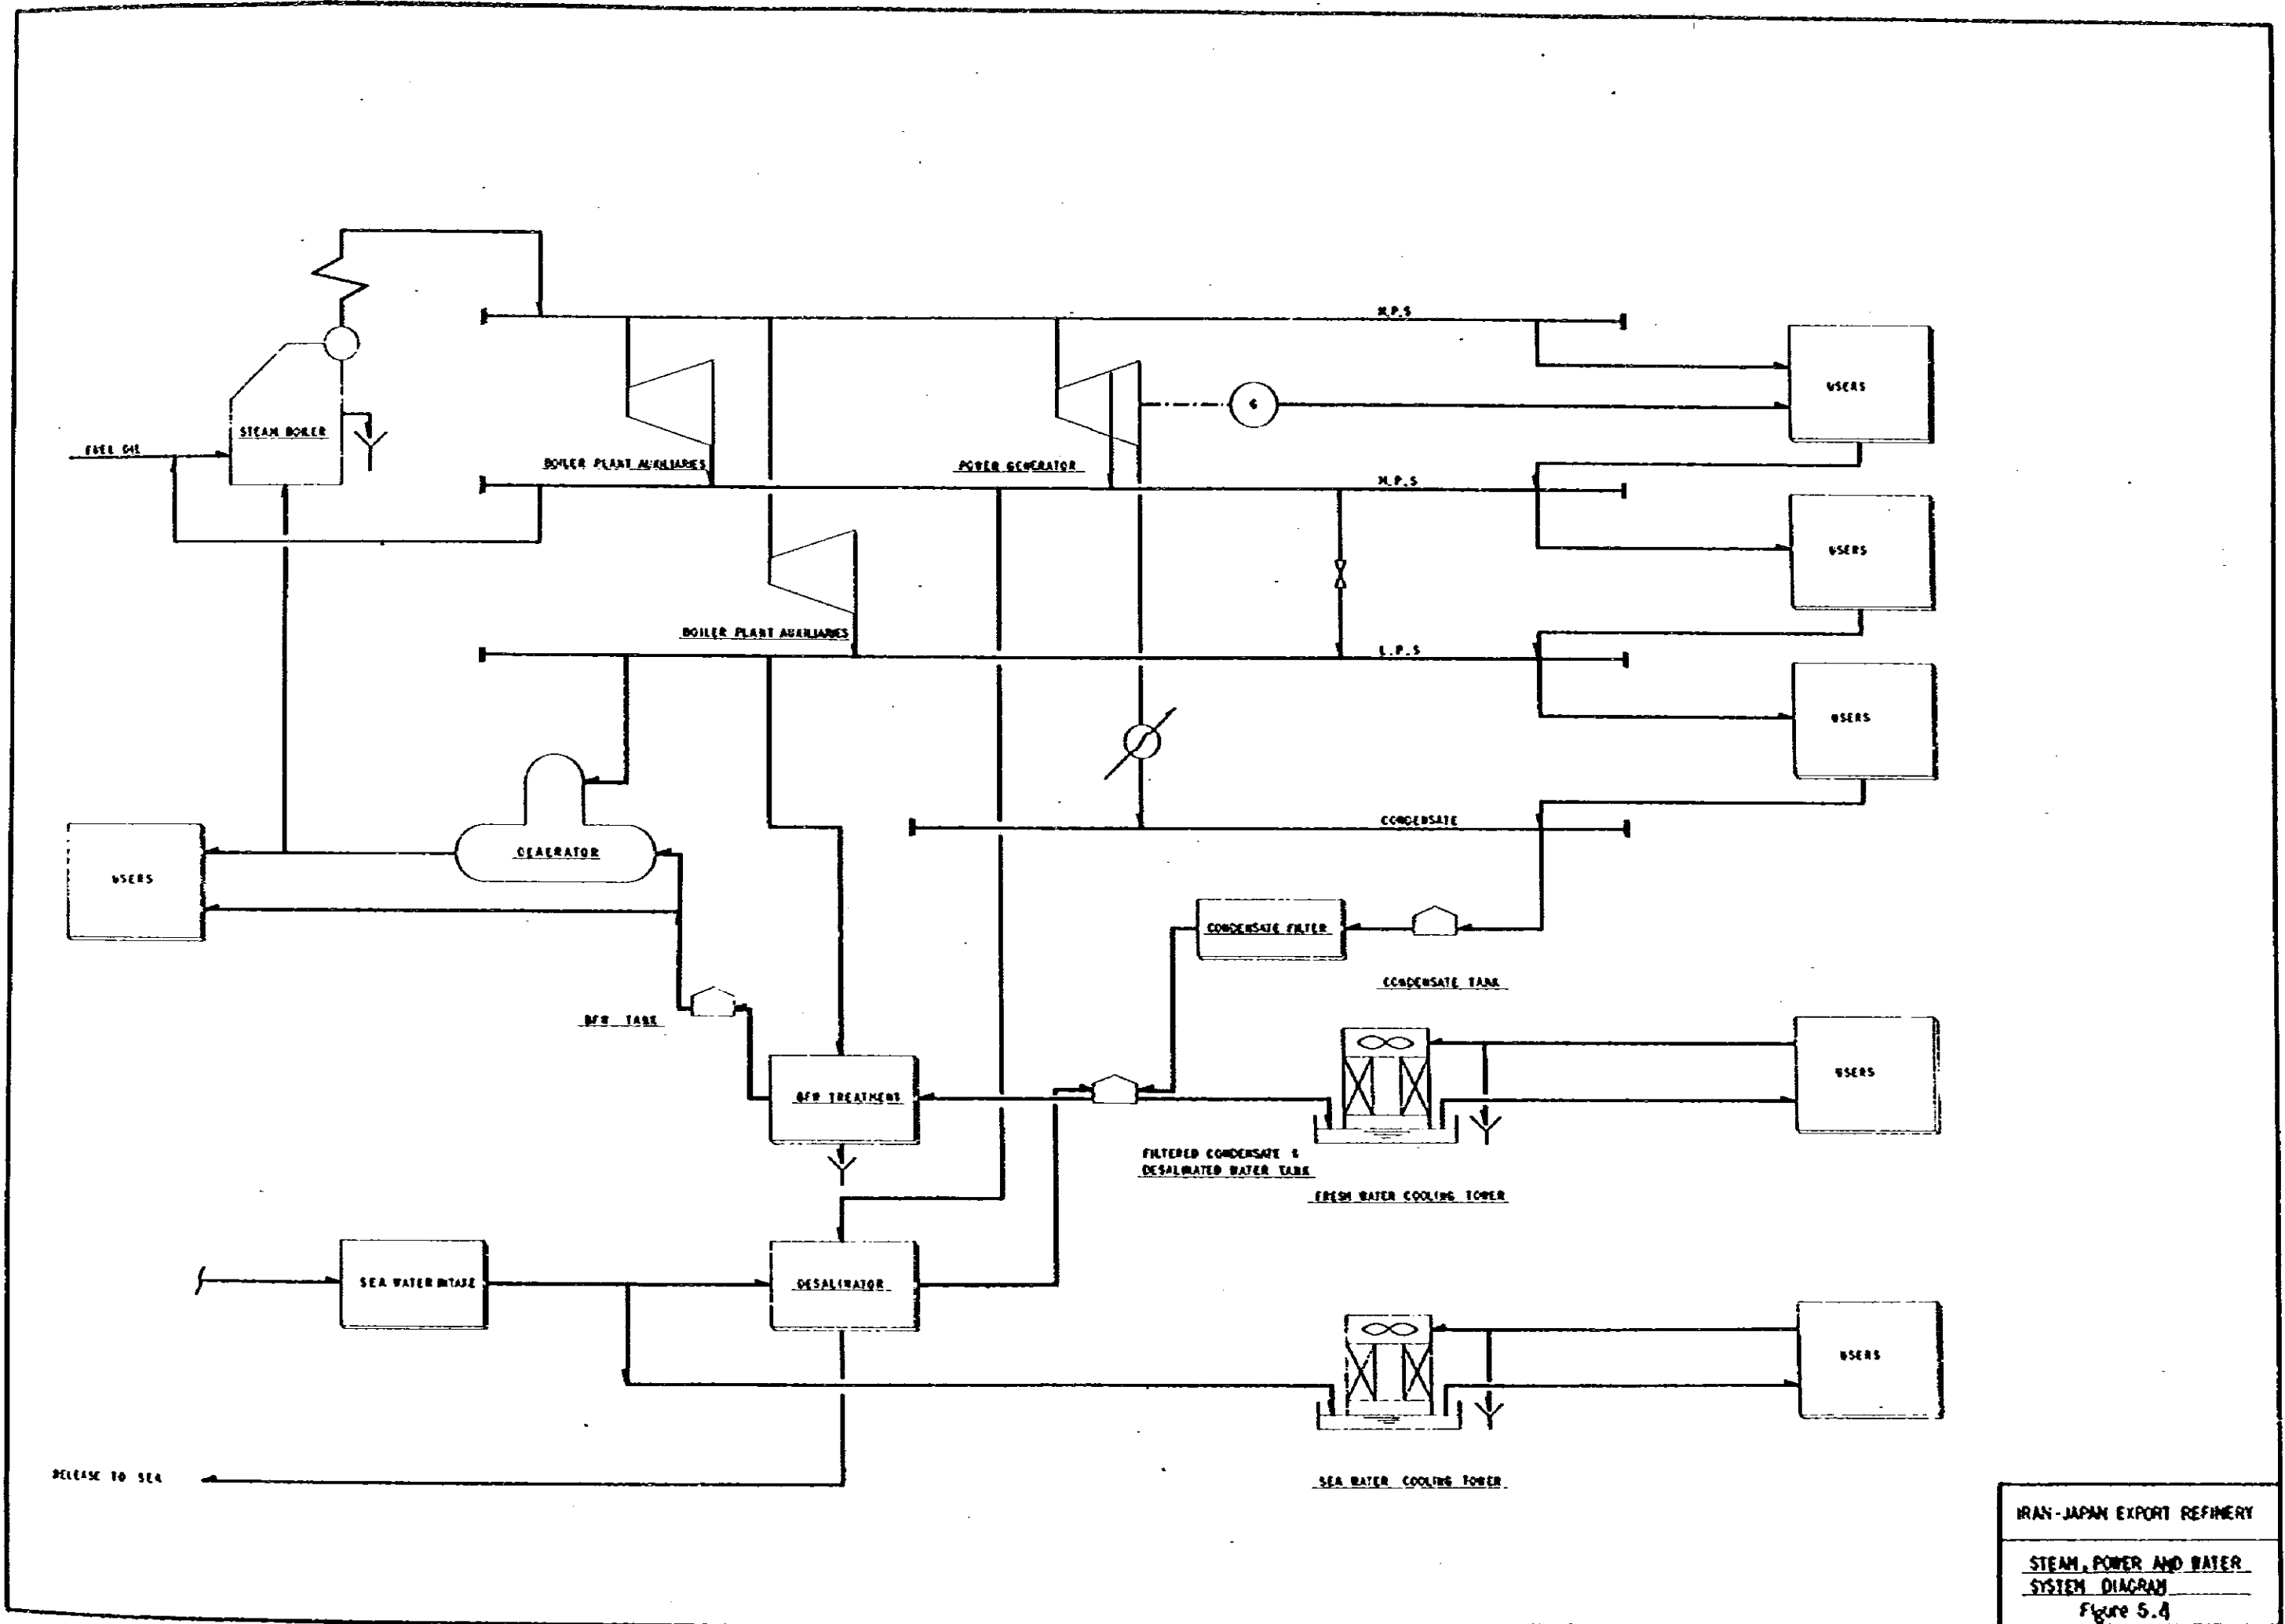 H.P.S
USERS
G
STEAM BOILER
FUEL OIL
BOILER PLANT AUXILIARIES
POWER GENERATOR
M.P.S
USERS
BOILER PLANT AUXILIARIES
L.P.S
USERS
CONDENSATE
DEAERATOR
USERS
CONDENSATE FILTER
CONDENSATE TANK
BFW TANK
BFW TREATMENT
USERS
FILTERED CONDENSATE &
DESALINATED WATER TANK
FRESH WATER COOLING TOWER
SEA WATER INTAKE
DESALINATOR
USERS
RELEASE TO SEA
SEA WATER COOLING TOWER
IRAN-JAPAN EXPORT REFINERY
STEAM, POWER AND WATER
SYSTEM DIAGRAM
Figure 5.4